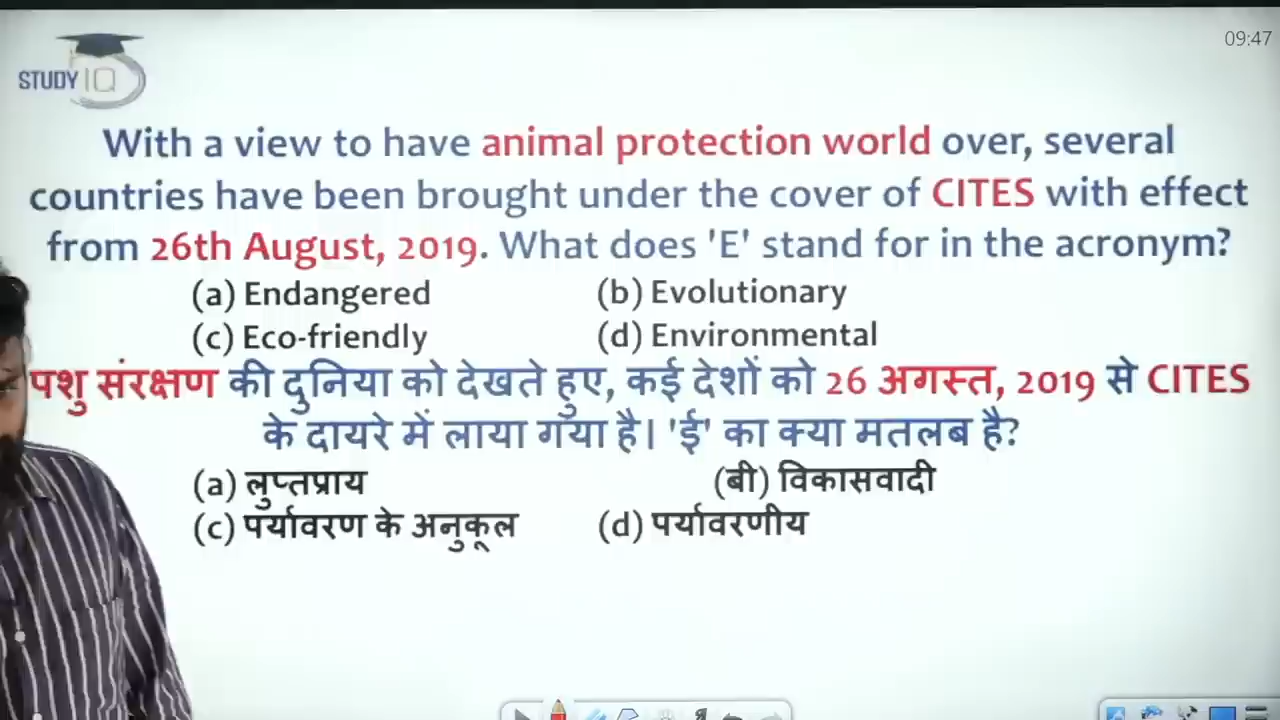 STUDY IQ
09:47
With a view to have animal protection world over, several
countries have been brought under the cover of CITES with effect
from 26th August, 2019. What does 'E' stand for in the acronym?
(a) Endangered (b) Evolutionary
(c) Eco-friendly (d) Environmental
पशु संरक्षण की दुनिया को देखते हुए, कई देशों को 26 अगस्त, 2019 से CITES
के दायरे में लाया गया है। 'ई' का क्या मतलब है?
(a) लुप्तप्राय (बी) विकासवादी
(c) पर्यावरण के अनुकूल (d) पर्यावरणीय